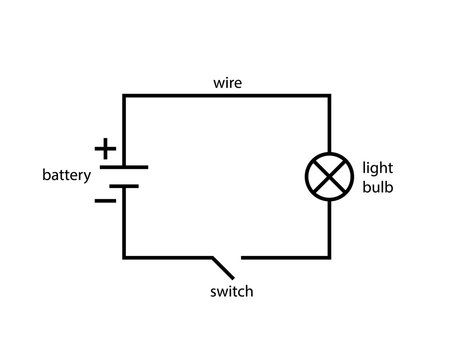 wire
+
battery
−
light
bulb
switch